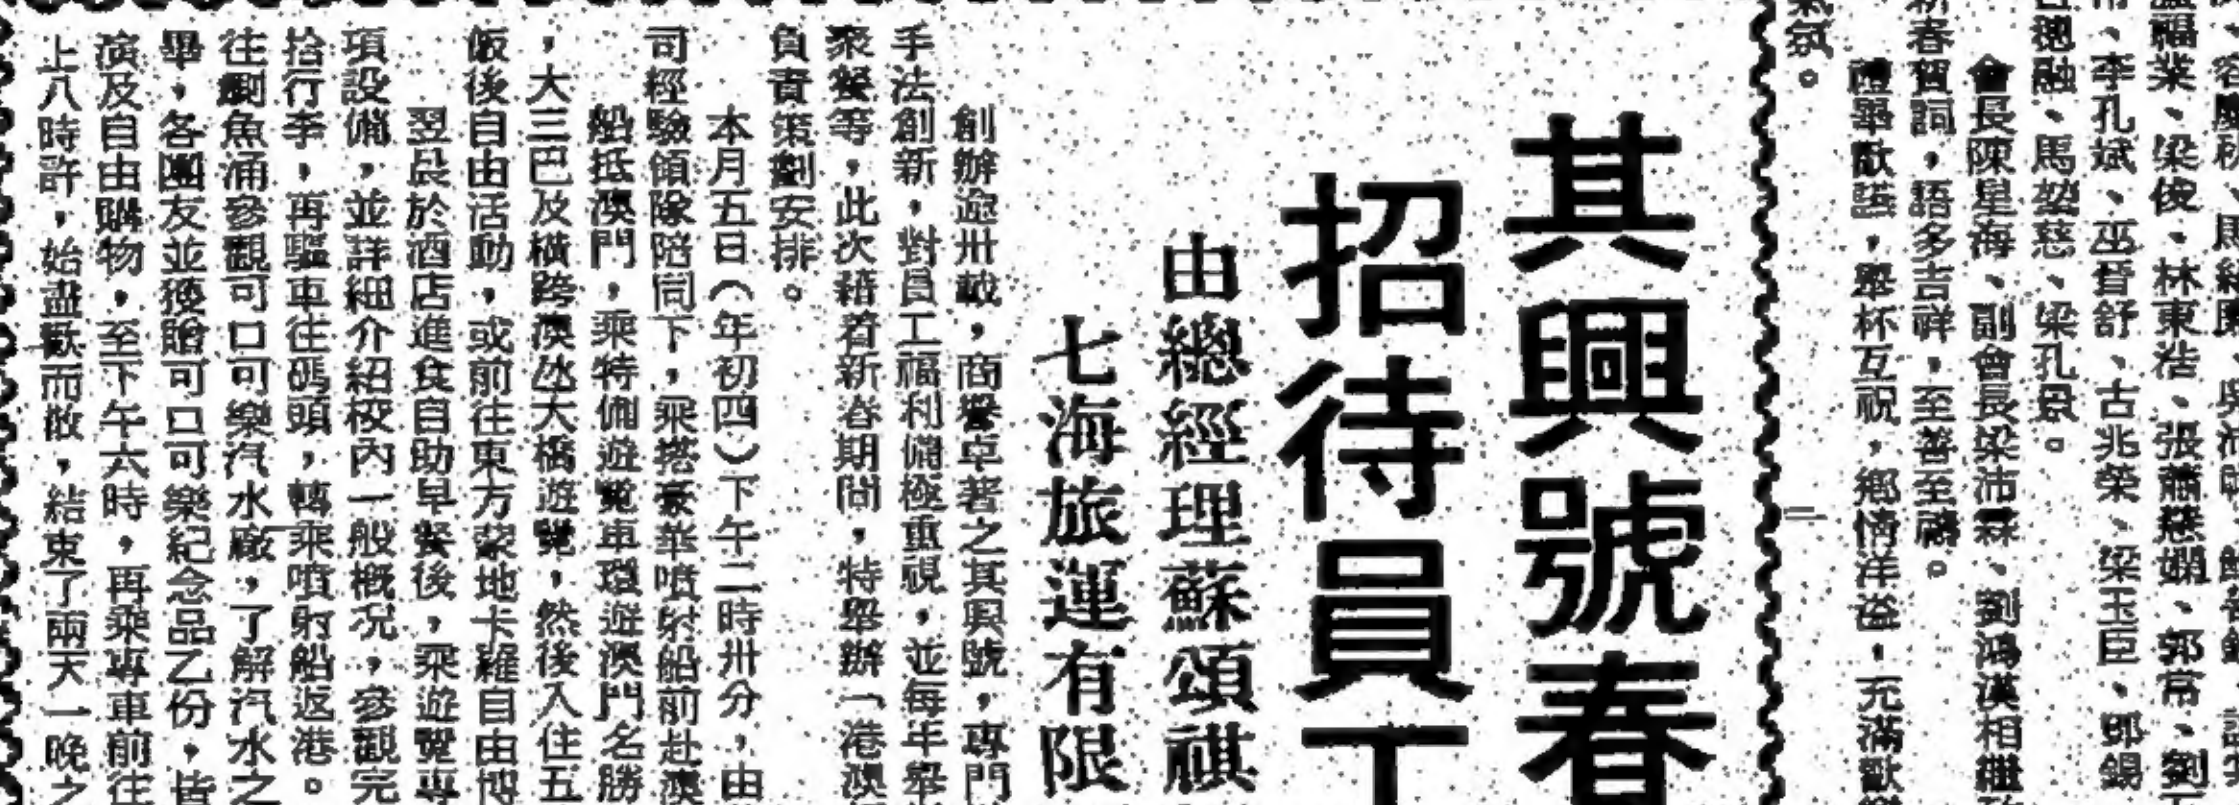 氣氛。
禮畢歡讌，舉杯互祝，鄉情洋溢，充滿歡
新春賀詞，語多吉祥，至善至禱。
會長陳星海、副會長梁沛霖、劉鴻漢相繼
融、馬慈、梁孔
、李孔斌、巫晉舒、古兆榮、梁玉臣、鄧錫
福業、梁俊、林東浩、張蕭慧嫻、郭常、劉
其興號春
招待員工
由總經理蘇頌祺
七海旅運有限
創辦逾卅載，商譽卓著之其興號，專門
手法創新，對員工福利備極重視，並每年舉
聚餐等，此次藉着新春期間，特舉辦「港澳
負責策劃安排。
本月五日（年初四）下午二時卅分，由
司經驗領隊陪同下，乘搭豪華噴射船前赴澳
船抵澳門，乘特備遊覽車環遊澳門名勝
，大三巴及橫跨澳氹大橋遊覽，然後入住五
飯後自由活動，或前往東方蒙地卡羅自由博
翌晨於酒店進食自助早餐後，乘遊覽專
項設備，並詳細介紹校內一般概況，參觀完
拾行李，再驅車往碼頭，轉乘噴射船返港。
往鰂魚涌參觀可口可樂汽水廠，了解汽水之
畢，各團友並獲贈可口可樂紀念品乙份，皆
演及自由購物，至下午六時，再乘專車前往
上八時許，始盡歡而散，結束了兩天一晚之